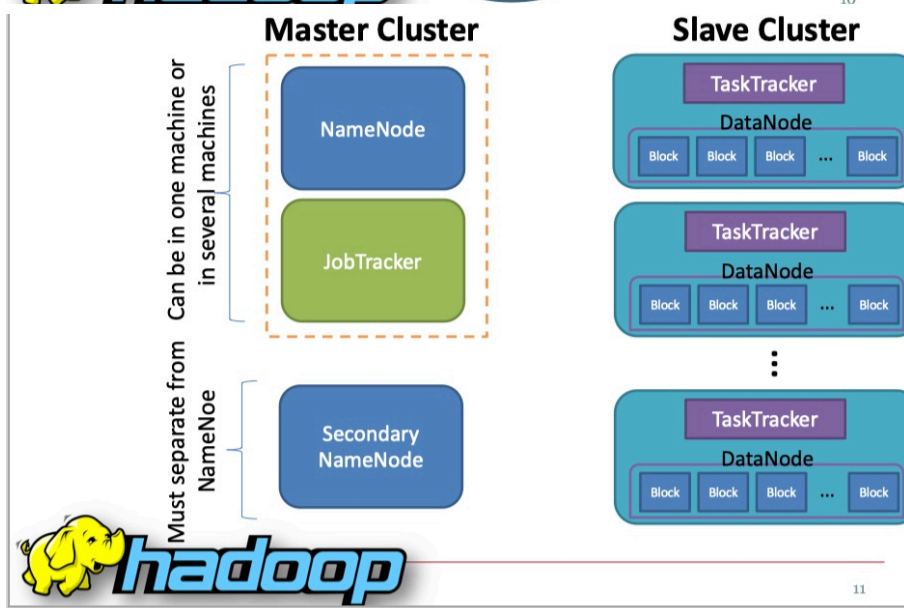 10
Master Cluster
Can be in one machine or
in several machines
NameNode
JobTracker
Must separate from
NameNoe
Secondary
NameNode
Slave Cluster
TaskTracker
DataNode
Block Block Block ... Block
TaskTracker
DataNode
Block Block Block ... Block
⋮
TaskTracker
DataNode
Block Block Block ... Block
hadoop
11